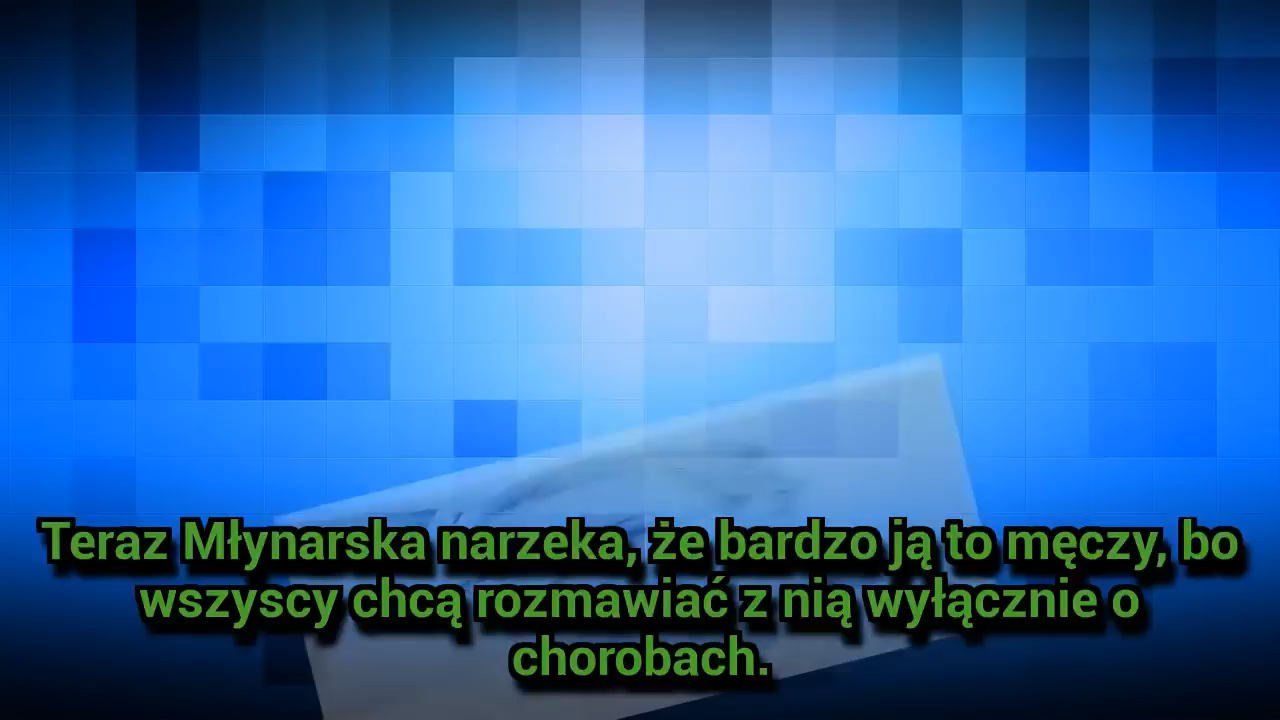 Teraz Młynarska narzeka, że bardzo ją to męczy, bo
wszyscy chcą rozmawiać z nią wyłącznie o
chorobach.